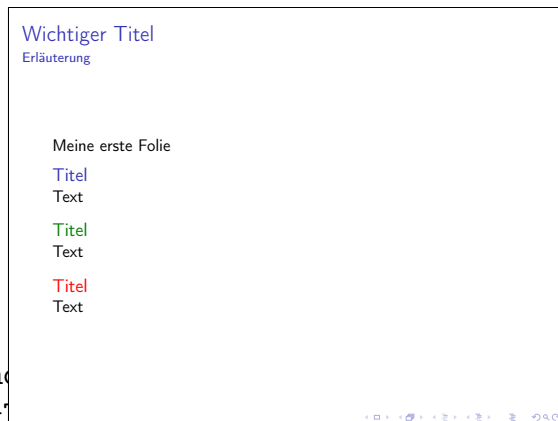 Wichtiger Titel
Erläuterung
Meine erste Folie
Titel
Text
Titel
Text
Titel
Text